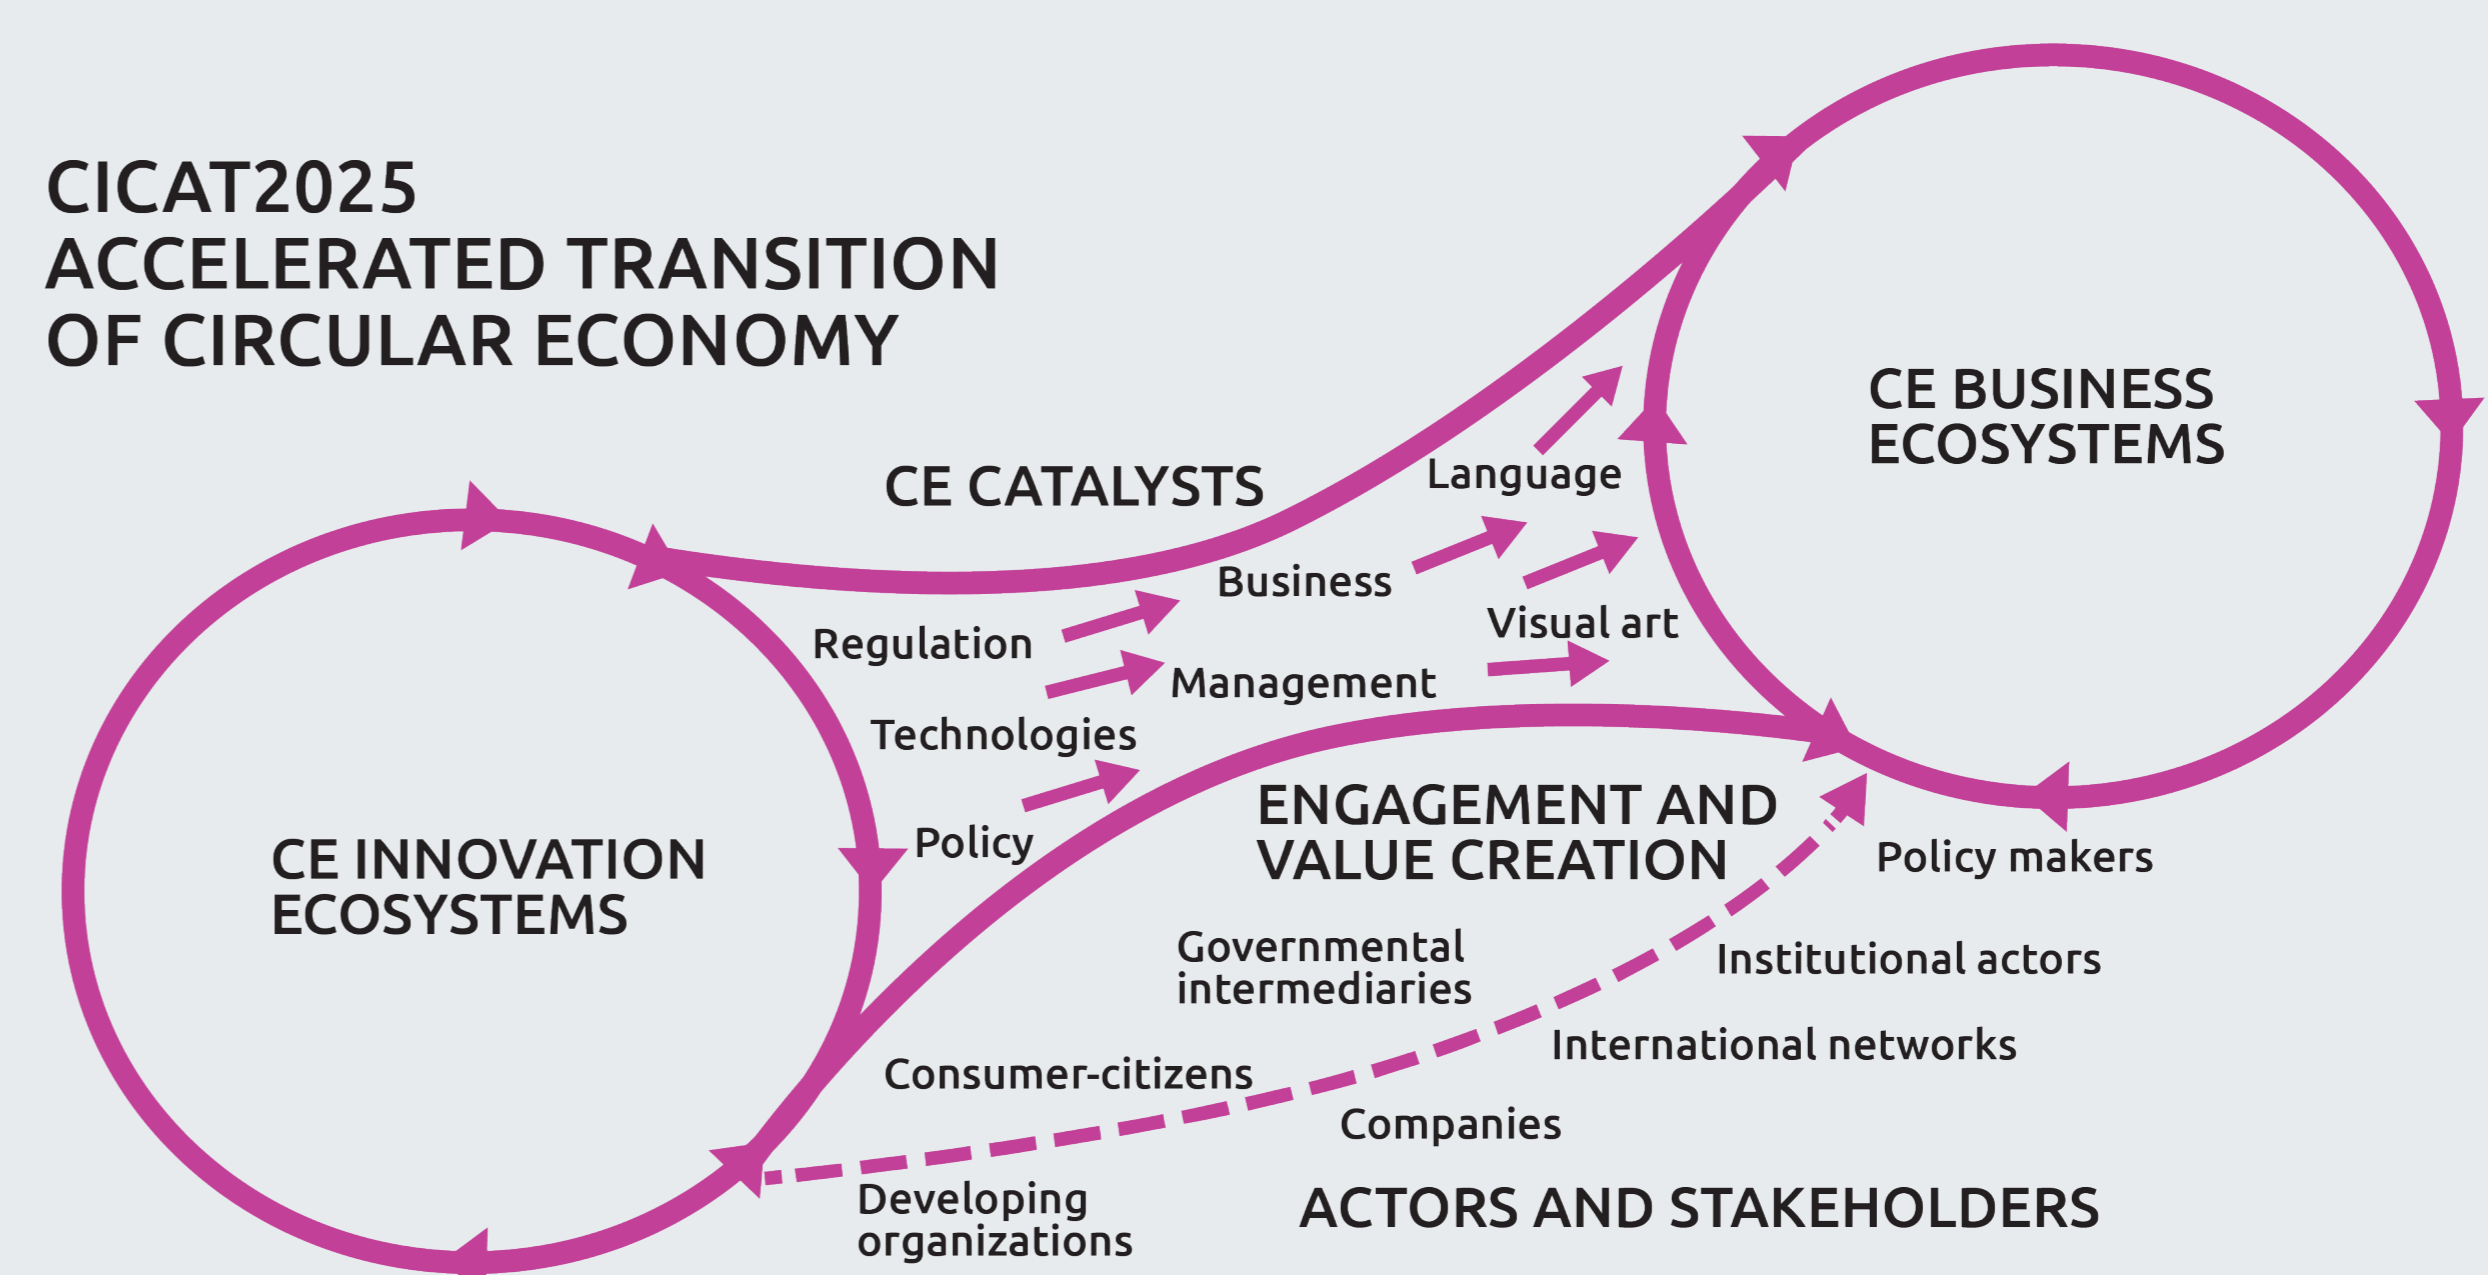 CICAT2025
ACCELERATED TRANSITION
OF CIRCULAR ECONOMY
CE BUSINESS
ECOSYSTEMS
CE CATALYSTS
Language
Business
Visual art
Regulation
Management
Technologies
Policy
CE INNOVATION
ECOSYSTEMS
ENGAGEMENT AND
VALUE CREATION
Policy makers
Governmental
intermediaries
Institutional actors
International networks
Consumer-citizens
Companies
Developing
organizations
ACTORS AND STAKEHOLDERS